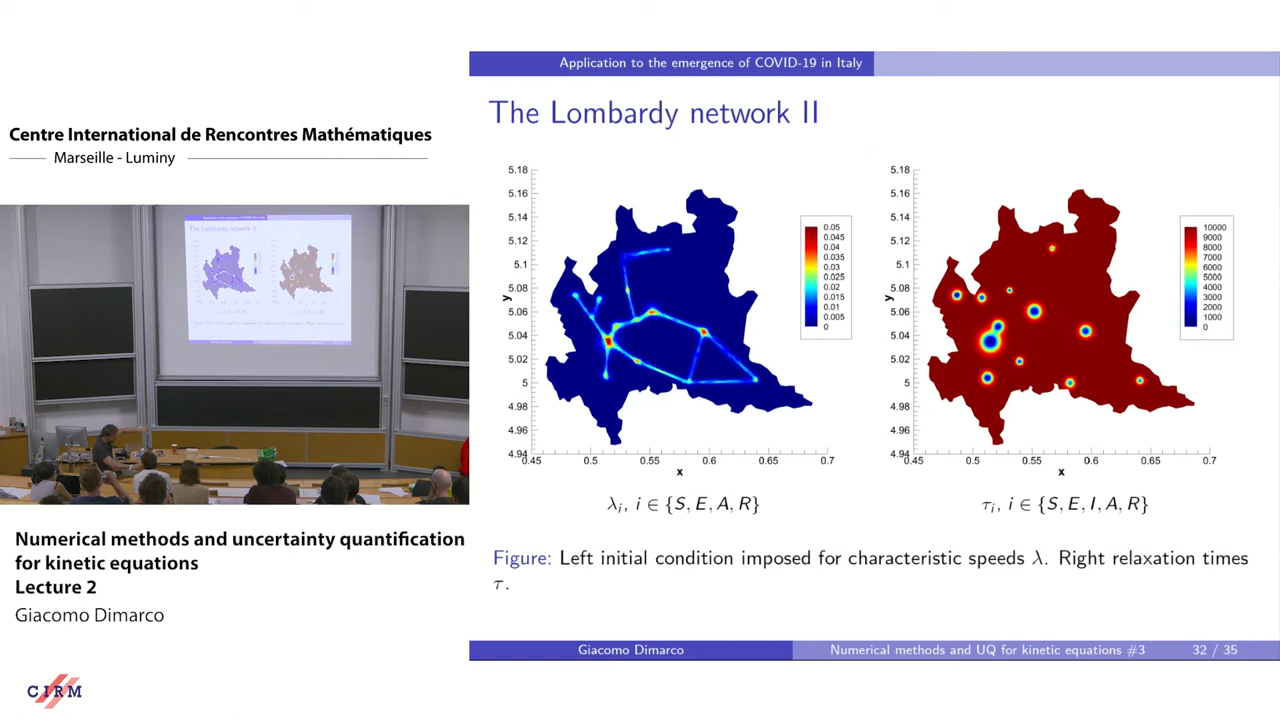 Centre International de Rencontres Mathématiques
Marseille - Luminy
Numerical methods and uncertainty quantification
for kinetic equations
Lecture 2
Giacomo Dimarco
CIRM
Application to the emergence of COVID-19 in Italy
The Lombardy network II
5.18
5.16
5.14
5.12
5.1
5.08
5.06
5.04
5.02
5
4.98
4.96
4.94
y
0.45 0.5 0.55 0.6 0.65 0.7
x
0.05
0.045
0.04
0.035
0.03
0.025
0.02
0.015
0.01
0.005
0
λi, i ∈ {S, E, A, R}
5.18
5.16
5.14
5.12
5.1
5.08
5.06
5.04
5.02
5
4.98
4.96
4.94
y
0.45 0.5 0.55 0.6 0.65 0.7
x
10000
9000
8000
7000
6000
5000
4000
3000
2000
1000
0
τi, i ∈ {S, E, I, A, R}
Figure: Left initial condition imposed for characteristic speeds λ. Right relaxation times
τ.
Giacomo Dimarco Numerical methods and UQ for kinetic equations #3 32 / 35